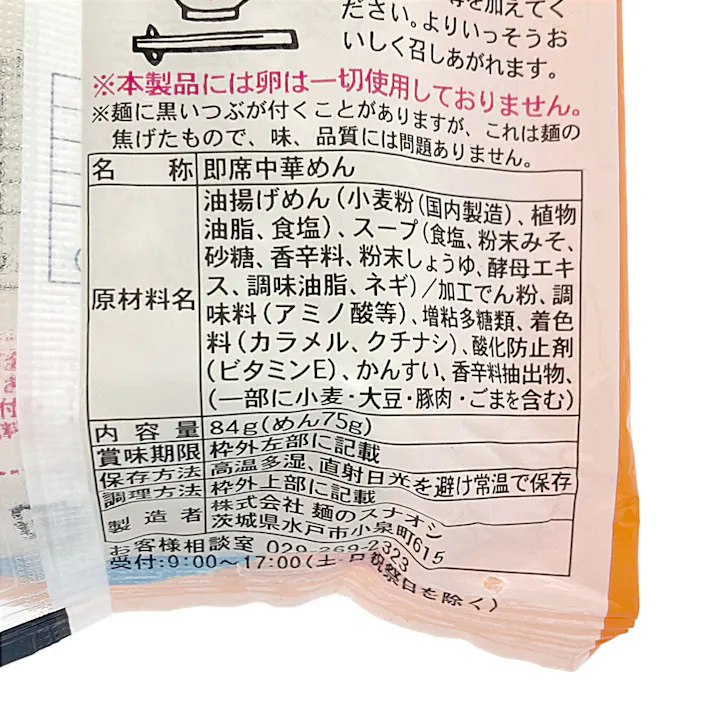 を加えてく
ださい。よりいっそうお
いしく召しあがれます。
※本製品には卵は一切使用しておりません。
※麺に黒いつぶが付くことがありますが、これは麺の
焦げたもので、味、品質には問題ありません。
名 称 即席中華めん
原材料名 油揚げめん(小麦粉(国内製造)、植物
油脂、食塩)、スープ(食塩、粉末みそ、
砂糖、香辛料、粉末しょうゆ、酵母エキ
ス、調味油脂、ネギ)/加工でん粉、調
味料(アミノ酸等)、増粘多糖類、着色
料(カラメル、クチナシ)、酸化防止剤
(ビタミンE)、かんすい、香辛料抽出物、
(一部に小麦・大豆・豚肉・ごまを含む)
内容量 84g(めん75g)
賞味期限 枠外左部に記載
保存方法 高温多湿、直射日光を避け常温で保存
調理方法 枠外上部に記載
製造者 株式会社 麺のスナオシ
茨城県水戸市小泉町615
お客様相談室 029-269-2323
受付:9:00～17:00(土・日祝祭日を除く)